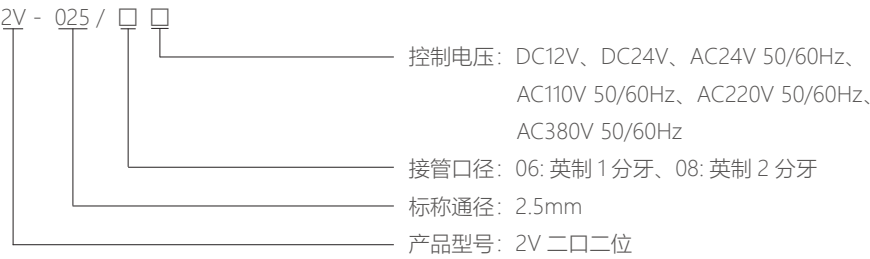 2V - 025 / □ □
控制电压：DC12V、DC24V、AC24V 50/60Hz、
AC110V 50/60Hz、AC220V 50/60Hz、
AC380V 50/60Hz
接管口径：06: 英制 1 分牙、08: 英制 2 分牙
标称通径：2.5mm
产品型号：2V 二口二位